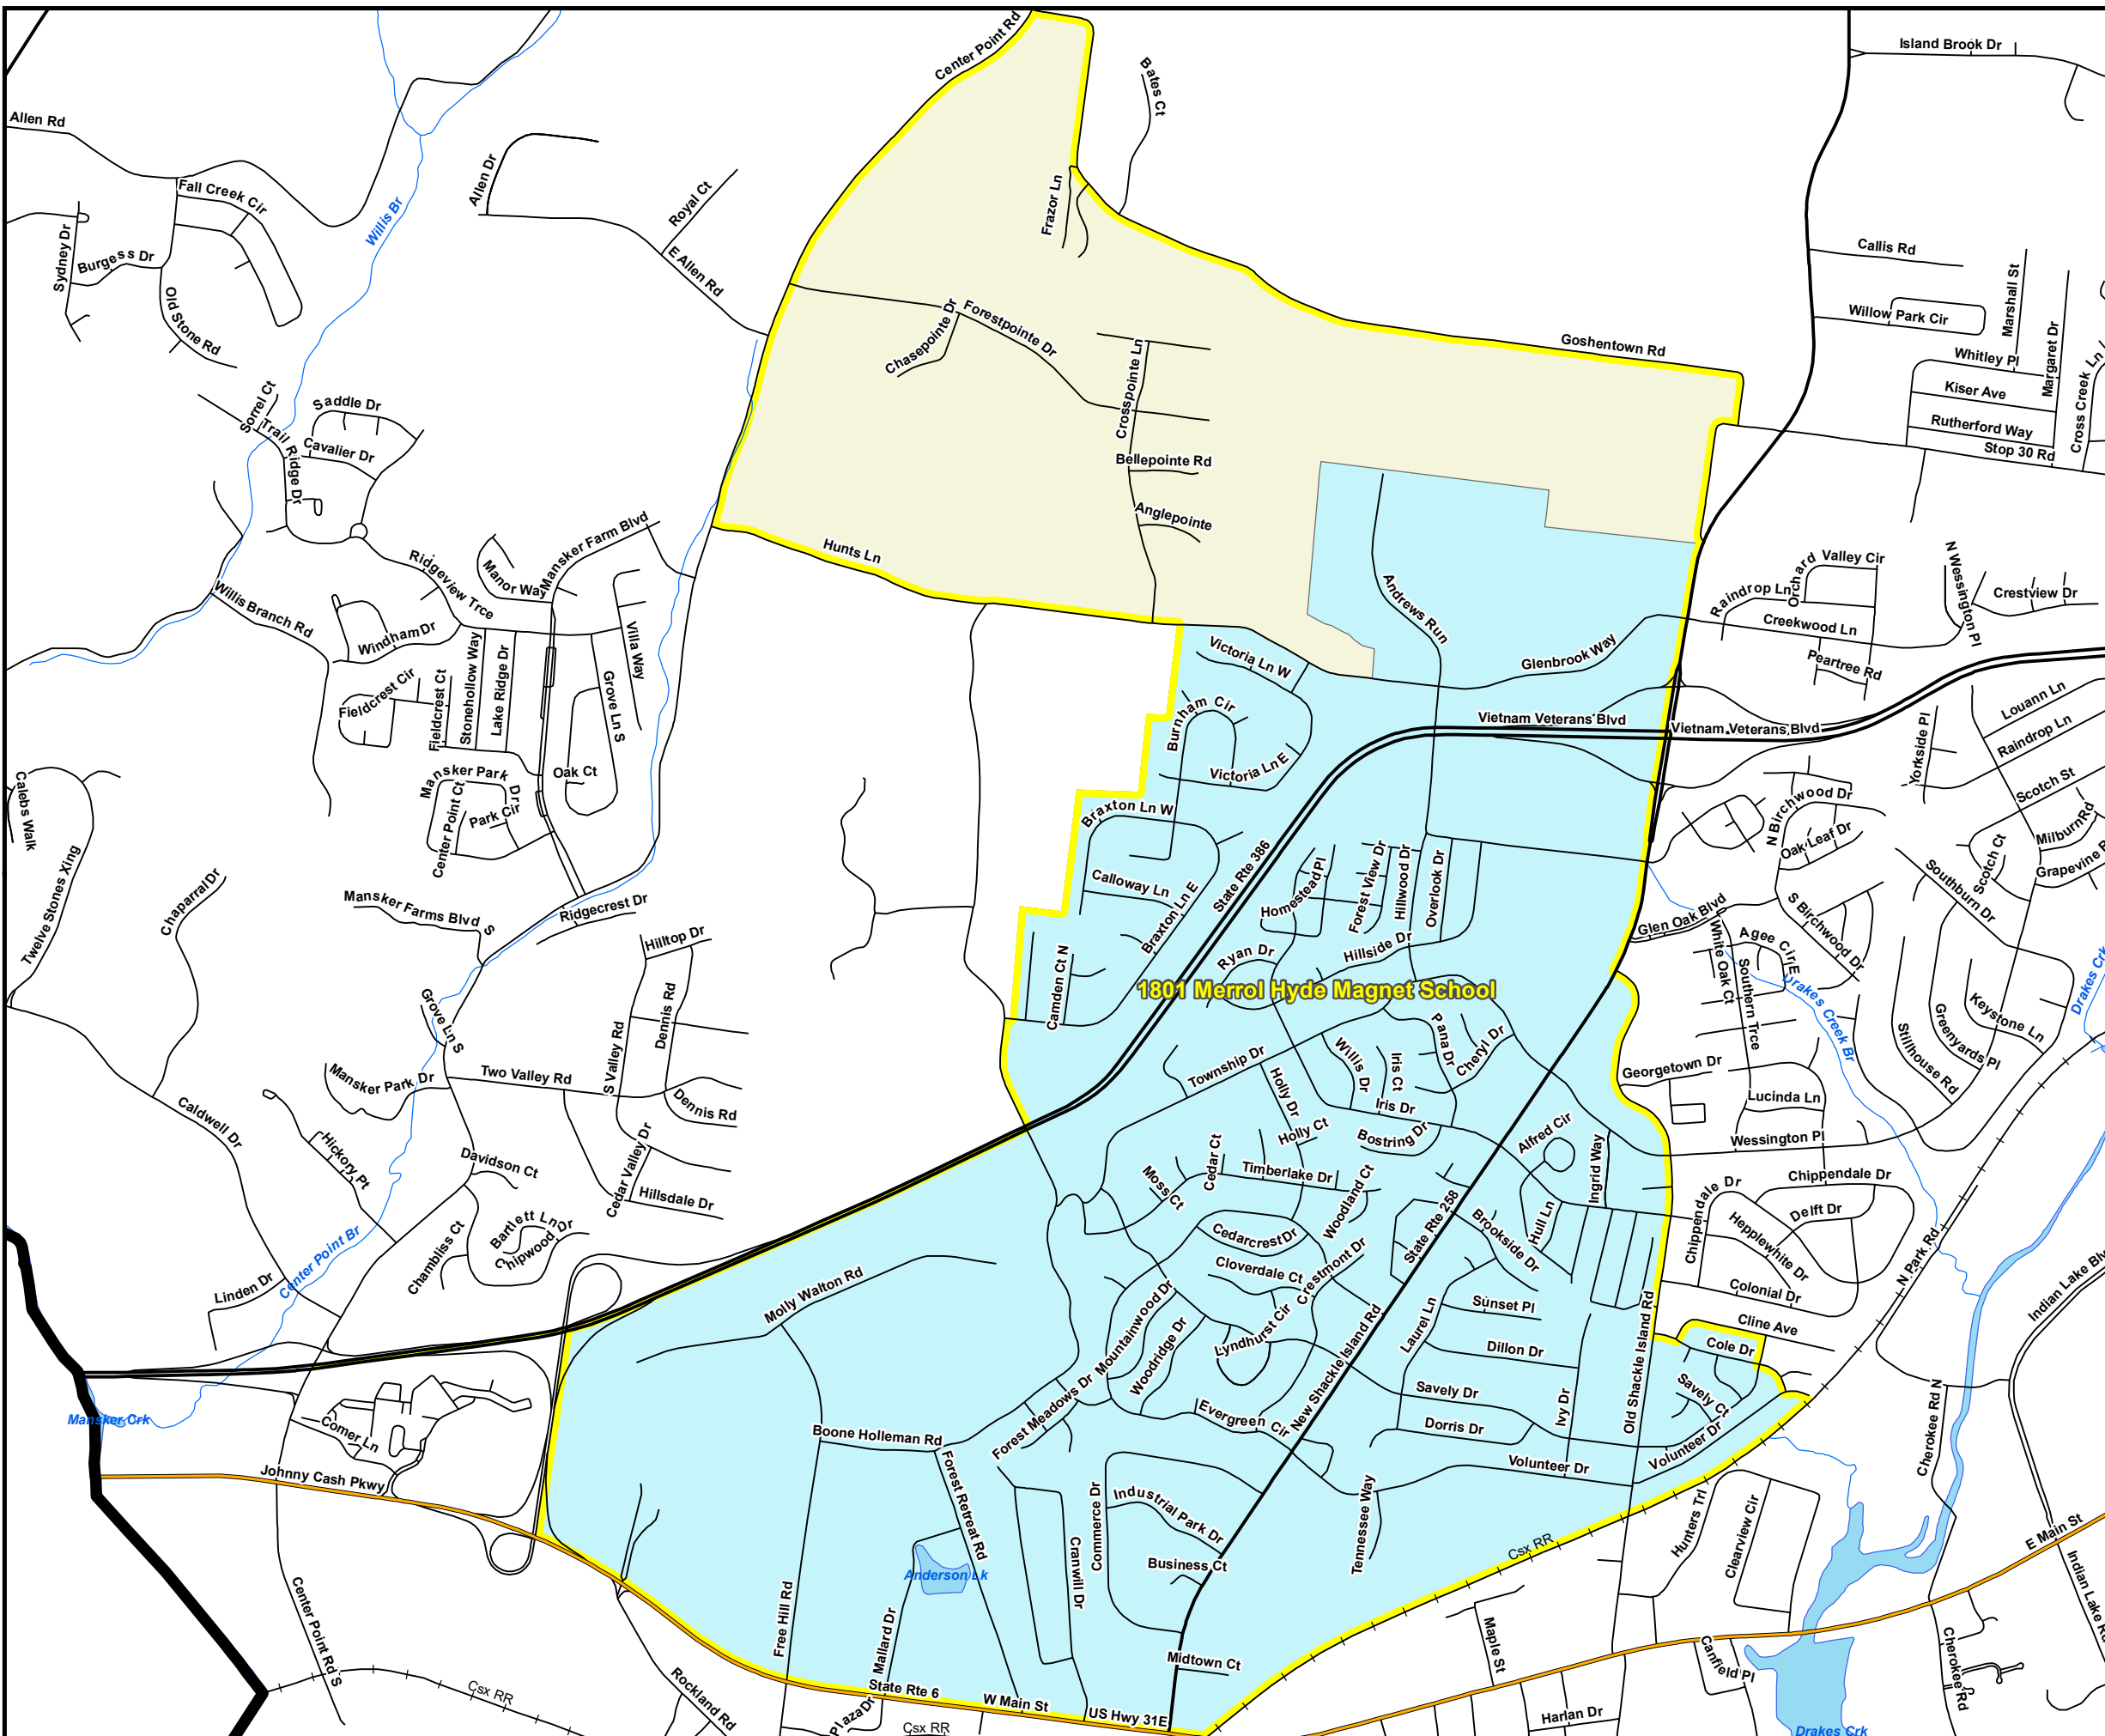 Center Point Rd
Island Brook Dr
Bates Ct
Allen Rd
Allen Dr
Fall Creek Cir
Royal Ct
Frazor Ln
Willis Br
Sydney Dr
Burgess Dr
E Allen Rd
Callis Rd
Marshall St
Old Stone Rd
Chasepointe Dr
Forestpointe Dr
Willow Park Cir
Goshentown Rd
Margaret Dr
Whitley Pl
Crosspointe Ln
Cross Creek Ln
Kiser Ave
Sorrel Ct
Saddle Dr
Rutherford Way
Trail Ridge Dr
Cavalier Dr
Stop 30 Rd
Bellepointe Rd
Anglepointe
Mansker Farm Blvd
Hunts Ln
Ridgeview Trce
Manor Way
Andrews Run
Orchard Valley Cir
Raindrop Ln
N Wessington Pl
Crestview Dr
Willis Branch Rd
Windham Dr
Villa Way
Victoria Ln W
Glenbrook Way
Creekwood Ln
Peartree Rd
Fieldcrest Cir
Fieldcrest Ct
Stonehollow Way
Lake Ridge Dr
Grove Ln S
Burnham Cir
Vietnam Veterans Blvd
Vietnam Veterans Blvd
Louann Ln
Raindrop Ln
Yorkside Pl
Victoria Ln E
Oak Ct
Mansker Park Dr
Center Point Ct
Park Cir
Calebs Walk
Braxton Ln W
Scotch St
N Birchwood Dr
Oak Leaf Dr
Milburn Rd
Scotch Ct
Grapevine
Twelve Stones Xing
Chaparral Dr
Calloway Ln
Braxton Ln E
State Rte 386
Homestead Pl
Forest View Dr
Hillwood Dr
Overlook Dr
Southburn Dr
Mansker Farms Blvd S
Ridgecrest Dr
Hilltop Dr
Glen Oak Blvd
S Birchwood Dr
White Oak Ct
Agee Cir E
Ryan Dr
Hillside Dr
Camden Ct N
1801 Merrol Hyde Magnet School
Southern Trce
Drakes Creek Br
Drakes Crk
Keystone Ln
Greenyards Pl
Stillhouse Rd
Grove Ln S
Dennis Rd
S Valley Rd
Pana Dr
Cheryl Dr
Willis Dr
Iris Ct
Township Dr
Georgetown Dr
Mansker Park Dr
Two Valley Rd
Dennis Rd
Holly Dr
Iris Dr
Lucinda Ln
Caldwell Dr
Hickory Pt
Holly Ct
Bostring Dr
Alfred Cir
Wessington Pl
Davidson Ct
Cedar Valley Dr
Hillsdale Dr
Moss Ct
Cedar Ct
Timberlake Dr
Woodland Ct
Ingrid Way
Chippendale Dr
Chippendale Dr
Delft Dr
Hepplewhite Dr
Chambliss Ct
Bartlett Ln
Chipwood Dr
Cedarcrest Dr
State Rte 258
Brookside Dr
Hull Ln
N Park Rd
Center Point Br
Linden Dr
Molly Walton Rd
Cloverdale Ct
Crestmont Dr
Colonial Dr
Indian Lake
Mountainwood Dr
Woodridge Dr
Lyndhurst Cir
Laurel Ln
Sunset Pl
Old Shackle Island Rd
Cline Ave
Cole Dr
Dillon Dr
New Shackle Island Rd
Savely Dr
Savely Ct
Ivy Dr
Cherokee Rd N
Mansker Crk
Comer Ln
Boone Holleman Rd
Forest Meadows Dr
Evergreen Cir
Dorris Dr
Volunteer Dr
Volunteer Dr
Johnny Cash Pkwy
Forest Retreat Rd
Commerce Dr
Industrial Park Dr
Tennessee Way
Hunters Trl
Clearview Cir
Csx RR
E Main St
Anderson Lk
Cranwill Dr
Business Ct
Free Hill Rd
Mallard Dr
Center Point Rd S
Indian Lake
Maple St
Canfield Pl
Cherokee Rd
Midtown Ct
Rockland Rd
Csx RR
State Rte 6
W Main St
US Hwy 31E
Plaza Dr
Csx RR
Harlan Dr
Drakes Crk